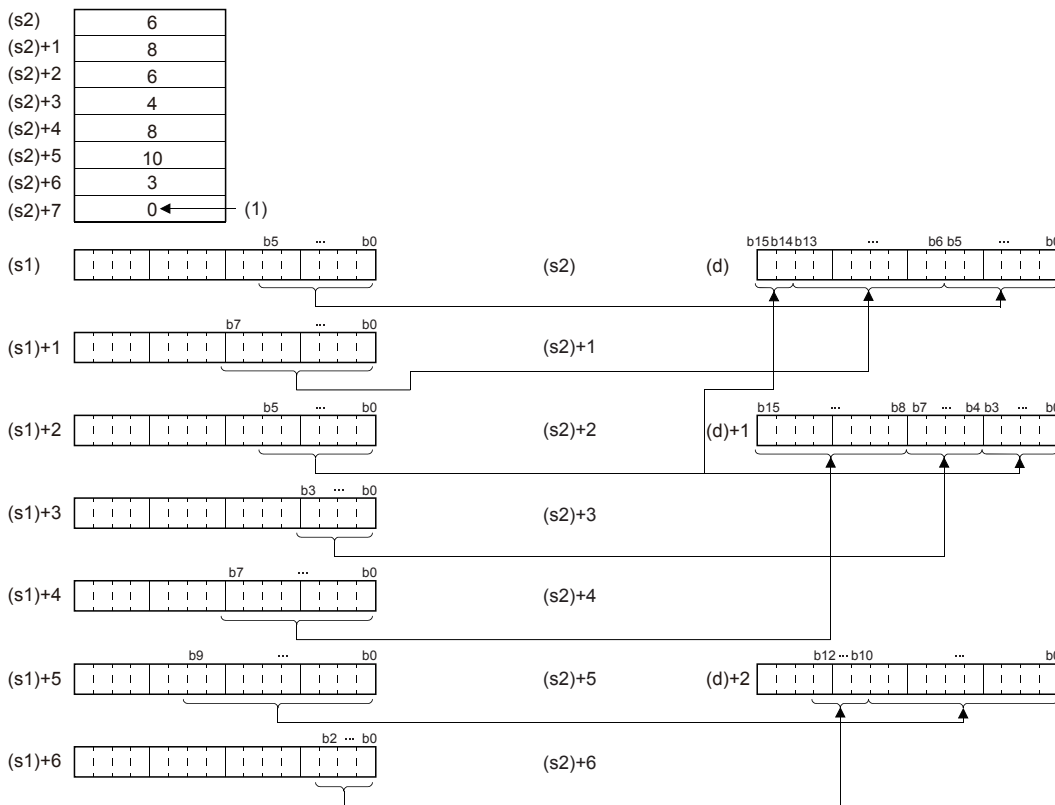 (s2) 6
(s2)+1 8
(s2)+2 6
(s2)+3 4
(s2)+4 8
(s2)+5 10
(s2)+6 3
(s2)+7 0 (1)
b5 ... b0 b15 b14 b13 ... b6 b5 ... b0
(s1) (s2) (d)
b7 ... b0
(s1)+1 (s2)+1
b5 ... b0 b15 ... b8 b7 ... b4 b3 ... b0
(s1)+2 (s2)+2 (d)+1
b3 ... b0
(s1)+3 (s2)+3
b7 ... b0
(s1)+4 (s2)+4
b9 ... b0 b12 ... b10 ... b0
(s1)+5 (s2)+5 (d)+2
b2 ... b0
(s1)+6 (s2)+6